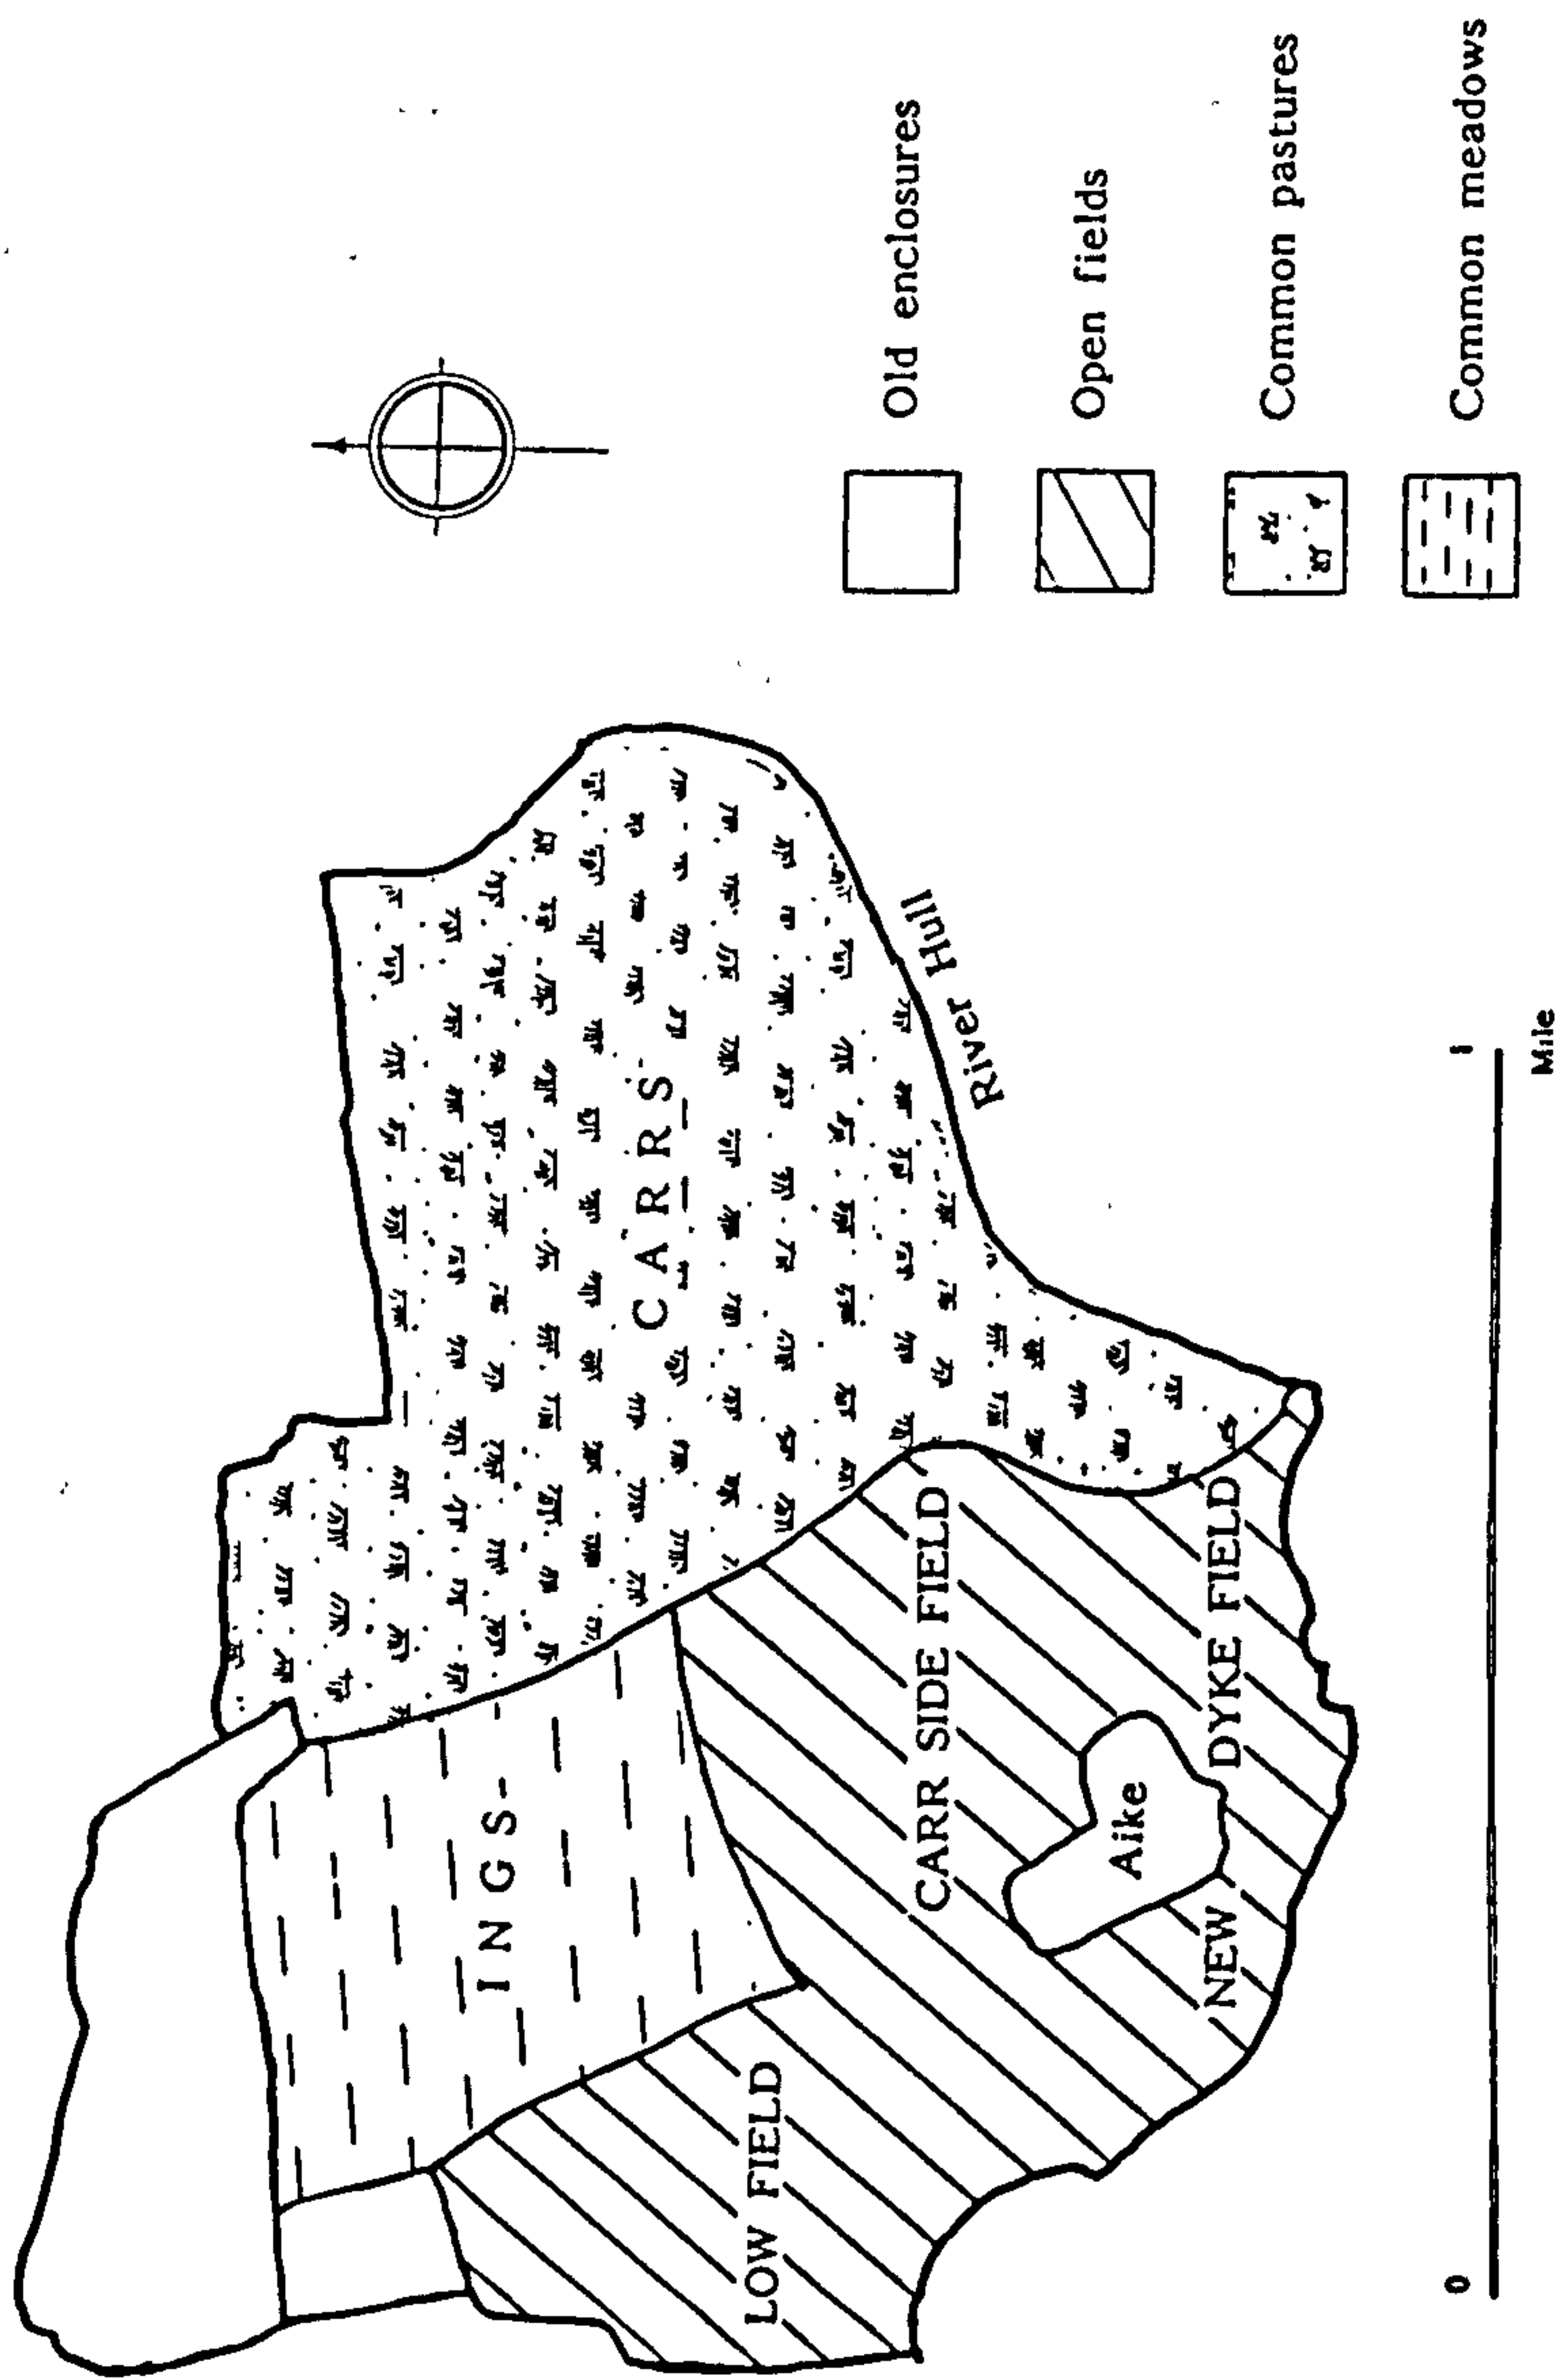 INGS
CARRS
River Hull
LOW FIELD
CARR SIDE FIELD
Aike
NEW DYKE FIELD
Old enclosures
Open fields
Common pastures
Common meadows
0 1
Mile